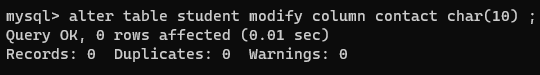 mysql> alter table student modify column contact char(10) ;
Query OK, 0 rows affected (0.01 sec)
Records: 0  Duplicates: 0  Warnings: 0